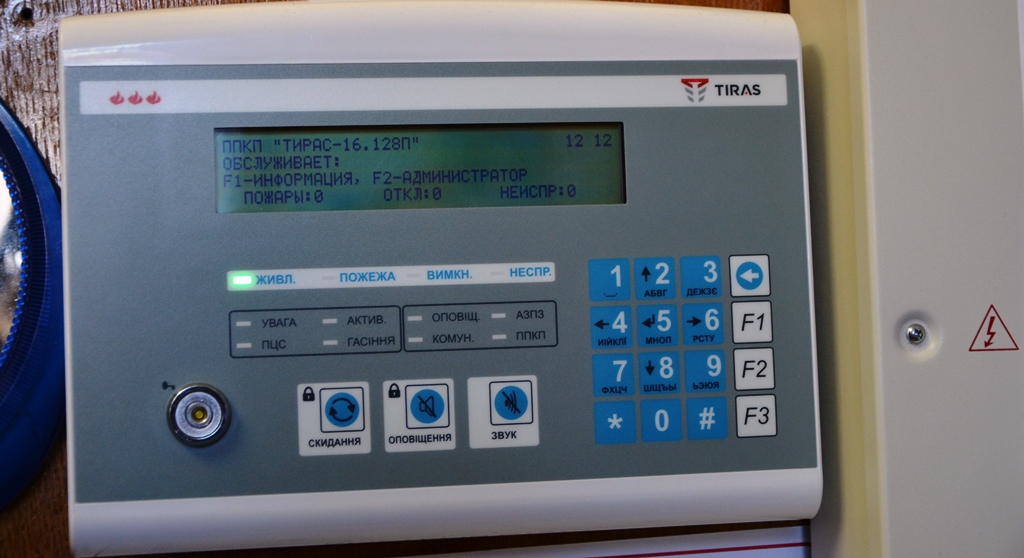 TIRAS
ППКП "ТИРАС-16.128П" 12 12
ОБСЛУЖИВАЕТ:
F1-ИНФОРМАЦИЯ, F2-АДМИНИСТРАТОР
ПОЖАРЫ:0 ОТКЛ:0 НЕИСПР:0
ЖИВЛ. ПОЖЕЖА ВИМКН. НЕСПР.
УВАГА АКТИВ. ОПОВІЩ. АЗПЗ
ПЦС ГАСІННЯ КОМУН. ППКП
СКИДАННЯ ОПОВІЩЕННЯ ЗВУК
1 2 3
АБВГ ДЕЖЗЄ
4 5 6 F1
ИІЙКЛЇ МНОП РСТУ
7 8 9 F2
ФХЦЧ ШЩЪЫ ЬЭЮЯ
* 0 # F3